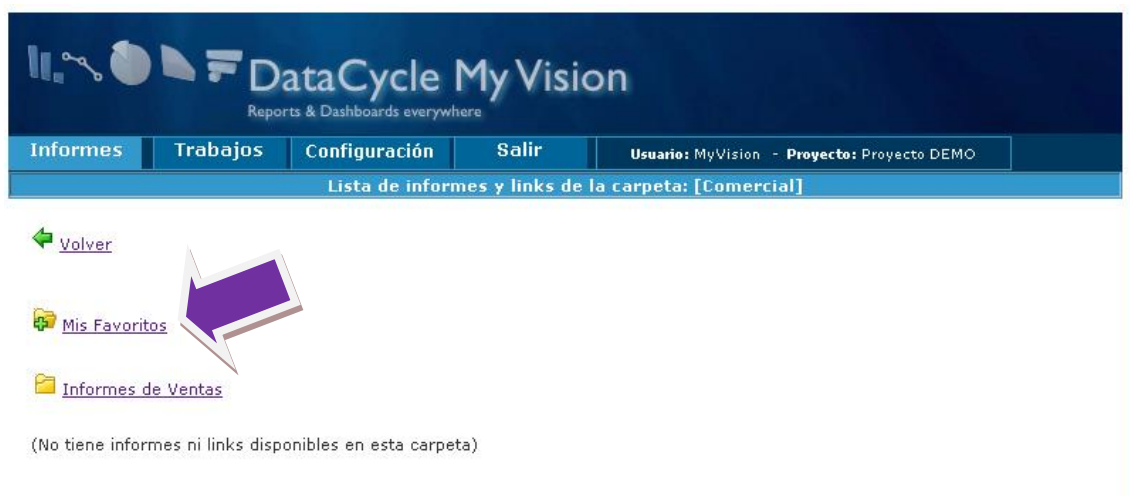 DataCycle My Vision
Reports & Dashboards everywhere
Informes Trabajos Configuración Salir Usuario: MyVision - Proyecto: Proyecto DEMO
Lista de informes y links de la carpeta: [Comercial]
Volver
Mis Favoritos
Informes de Ventas
(No tiene informes ni links disponibles en esta carpeta)